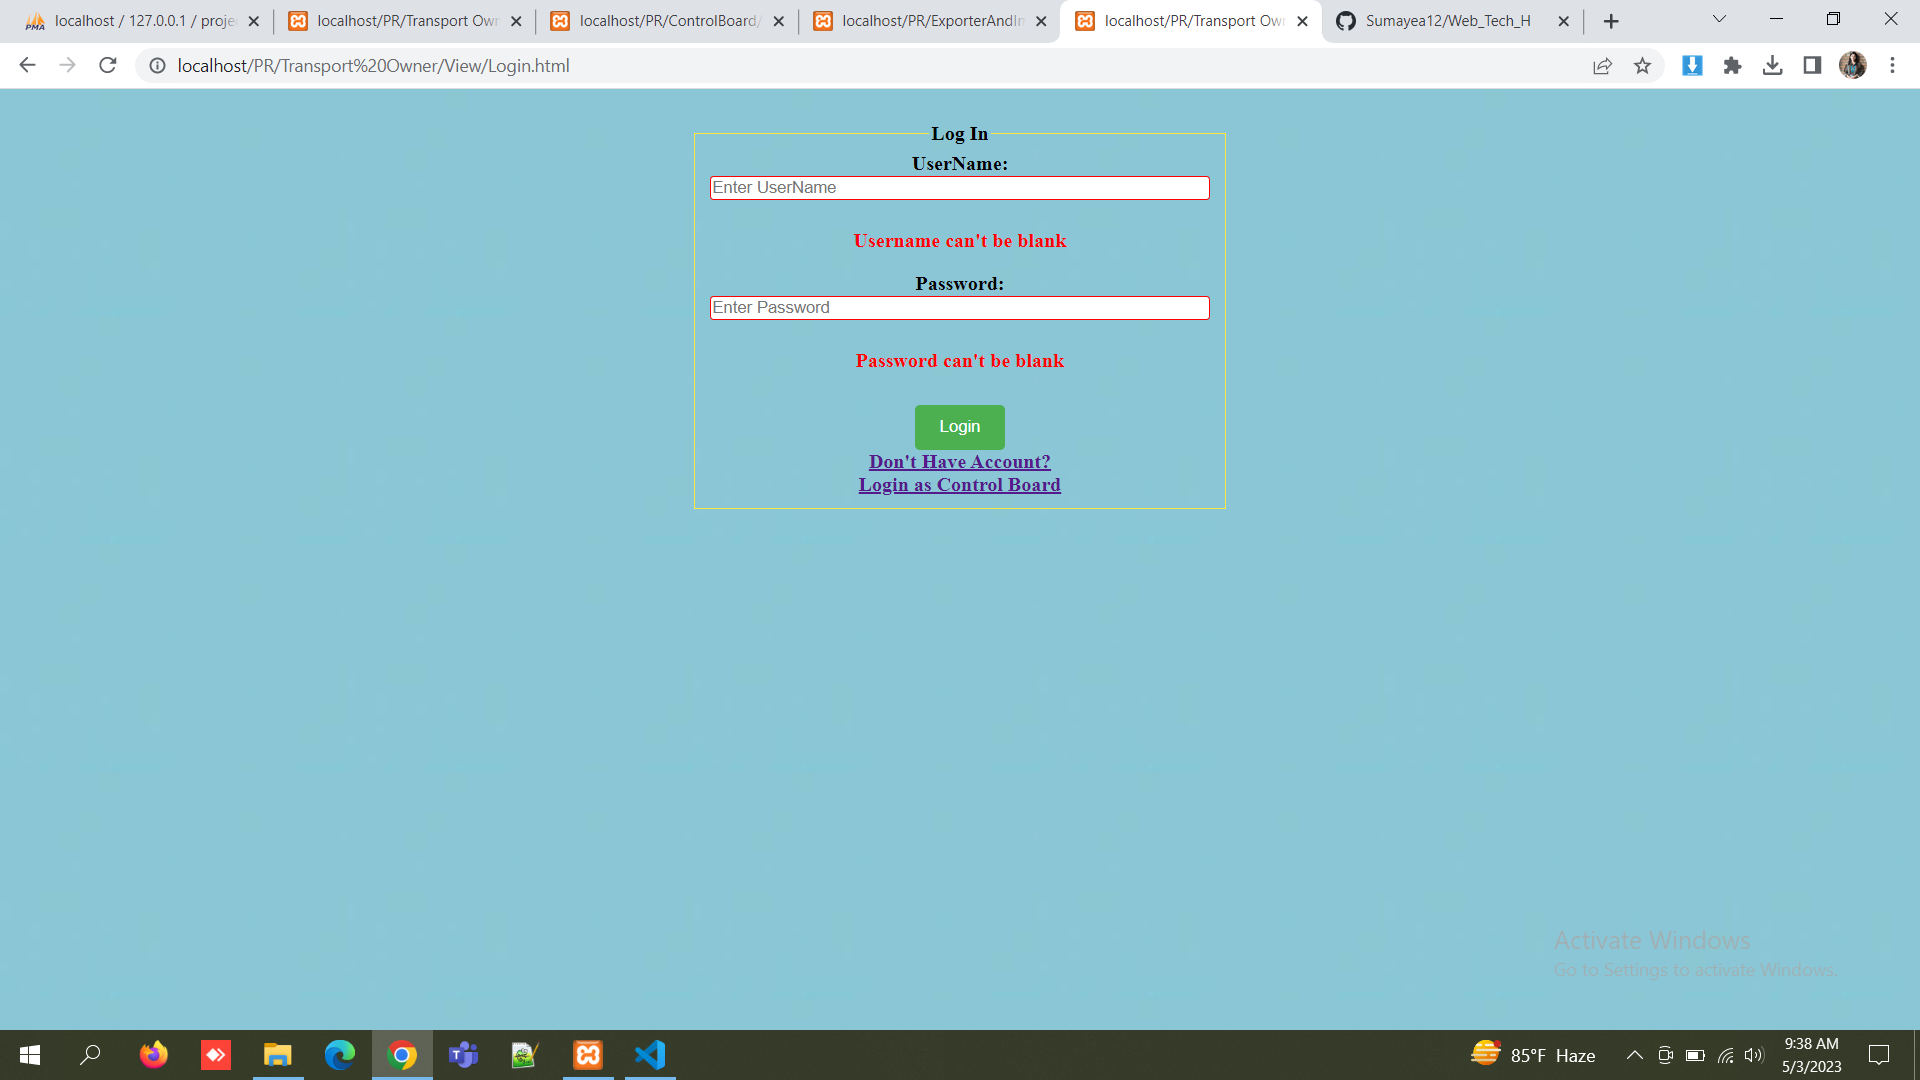 localhost / 127.0.0.1 / proje
localhost/PR/Transport Own
localhost/PR/ControlBoard/
localhost/PR/ExporterAndIm
localhost/PR/Transport Own
Sumayea12/Web_Tech_H
localhost/PR/Transport%20Owner/View/Login.html
Log In
UserName:
Enter UserName
Username can't be blank
Password:
Enter Password
Password can't be blank
Login
Don't Have Account?
Login as Control Board
Activate Windows
Go to Settings to activate Windows.
85°F Haze
9:38 AM
5/3/2023